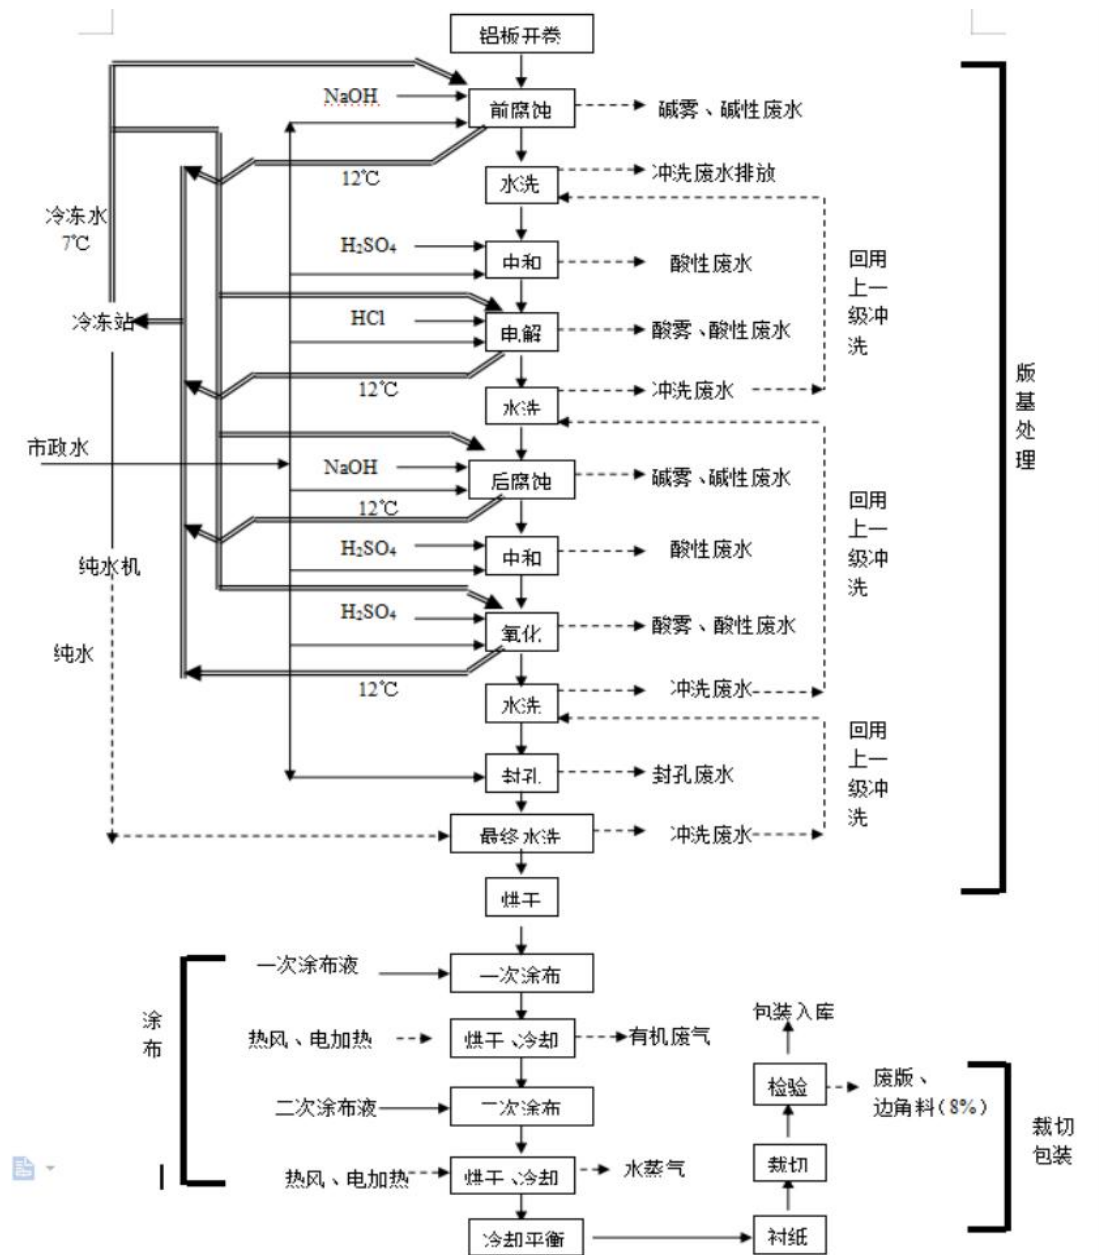 铝板开卷
NaOH
前腐蚀
碱雾、碱性废水
12℃
水洗
冲洗废水排放
冷冻水
7℃
H₂SO₄
中和
酸性废水
回用
上一
级冲
洗
冷冻站
HCl
电解
酸雾、酸性废水
12℃
水洗
冲洗废水
版
基
处
理
市政水
NaOH
后腐蚀
碱雾、碱性废水
12℃
回用
上一
级冲
洗
H₂SO₄
中和
酸性废水
纯水机
H₂SO₄
氧化
酸雾、酸性废水
纯水
12℃
水洗
冲洗废水
回用
上一
级冲
洗
封孔
封孔废水
最终水洗
冲洗废水
烘干
一次涂布液
一次涂布
涂
布
热风、电加热
烘干、冷却
有机废气
二次涂布液
二次涂布
热风、电加热
烘干、冷却
水蒸气
冷却平衡
包装入库
检验
废版、
边角料(8%)
裁切
衬纸
裁切
包装